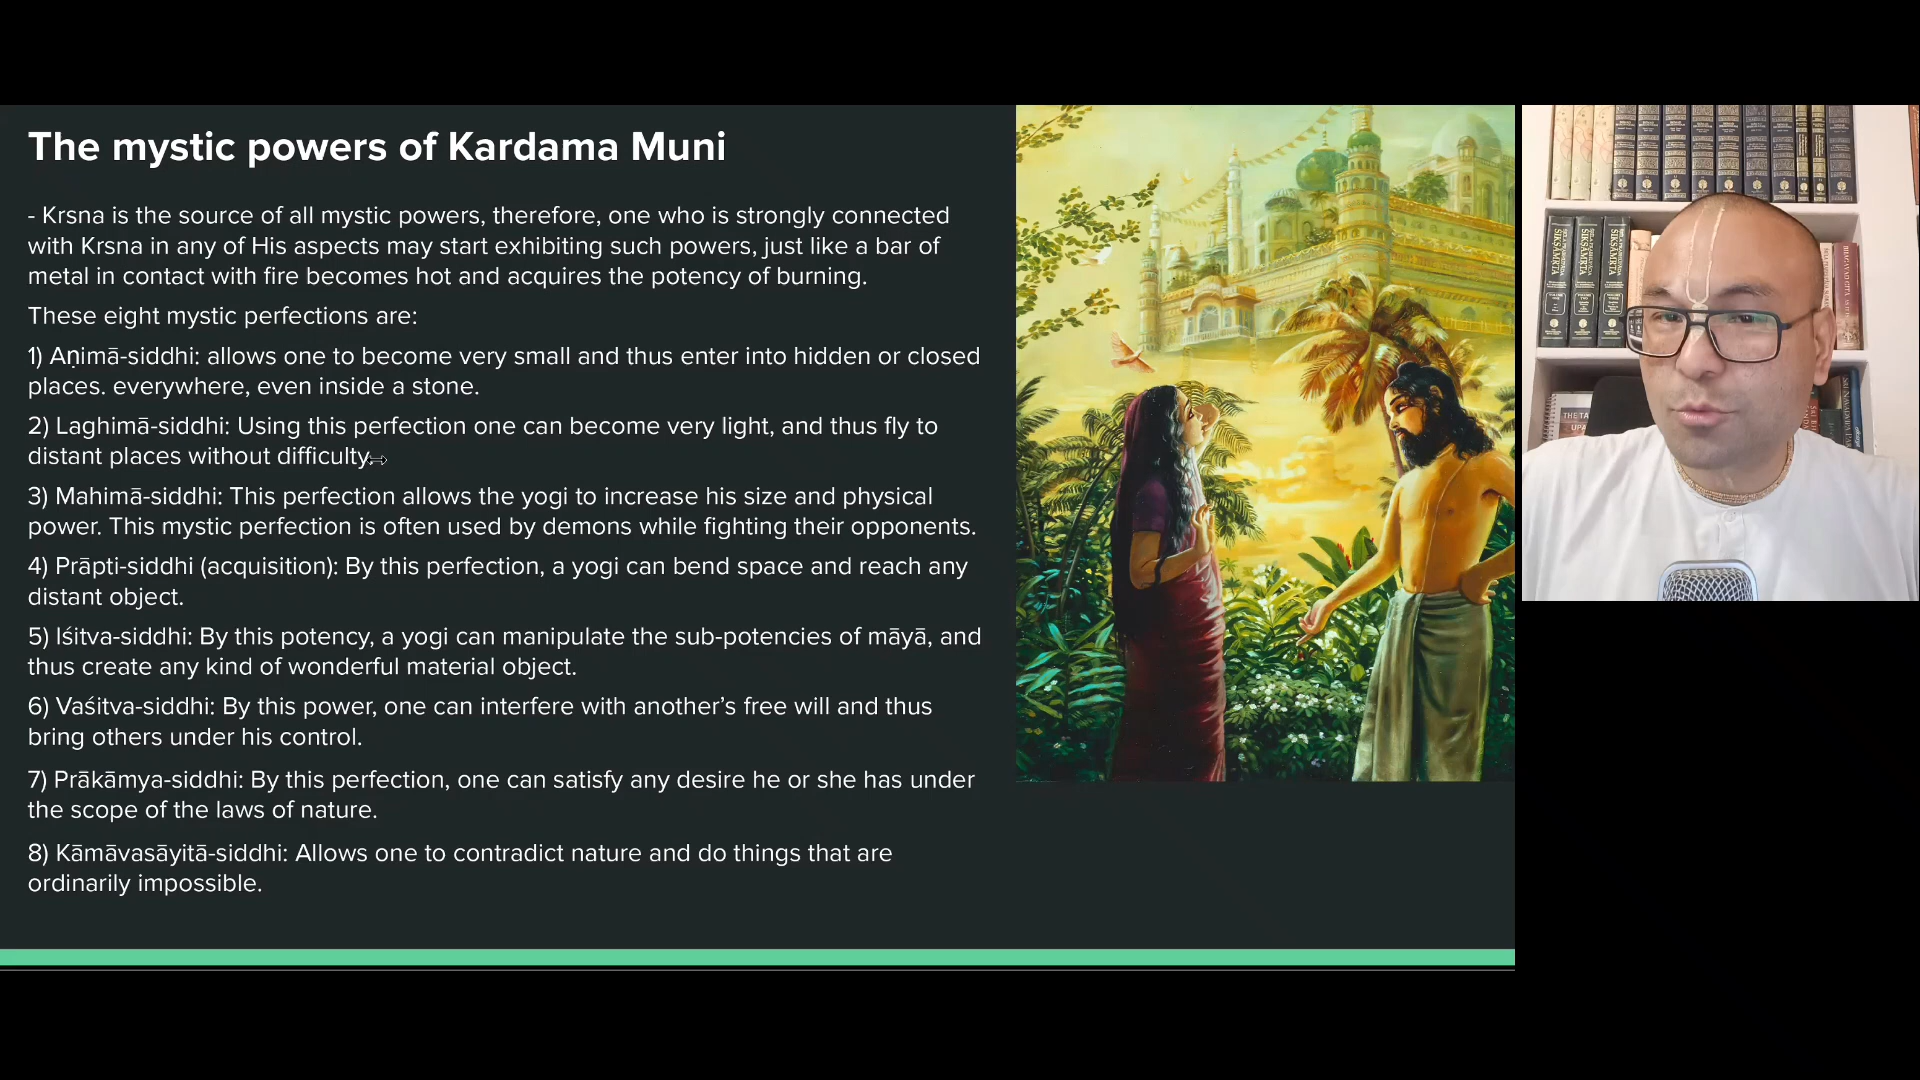 The mystic powers of Kardama Muni
- Krsna is the source of all mystic powers, therefore, one who is strongly connected
with Krsna in any of His aspects may start exhibiting such powers, just like a bar of
metal in contact with fire becomes hot and acquires the potency of burning.
These eight mystic perfections are:
1) Aṇimā-siddhi: allows one to become very small and thus enter into hidden or closed
places. everywhere, even inside a stone.
2) Laghimā-siddhi: Using this perfection one can become very light, and thus fly to
distant places without difficulty.
3) Mahimā-siddhi: This perfection allows the yogi to increase his size and physical
power. This mystic perfection is often used by demons while fighting their opponents.
4) Prāpti-siddhi (acquisition): By this perfection, a yogi can bend space and reach any
distant object.
5) Iśitva-siddhi: By this potency, a yogi can manipulate the sub-potencies of māyā, and
thus create any kind of wonderful material object.
6) Vaśitva-siddhi: By this power, one can interfere with another’s free will and thus
bring others under his control.
7) Prākāmya-siddhi: By this perfection, one can satisfy any desire he or she has under
the scope of the laws of nature.
8) Kāmāvasāyitā-siddhi: Allows one to contradict nature and do things that are
ordinarily impossible.
ŚIKṢĀMṚTA
ŚIKṢĀMṚTA
ŚIKṢĀMṚTA
THE TA
UPA